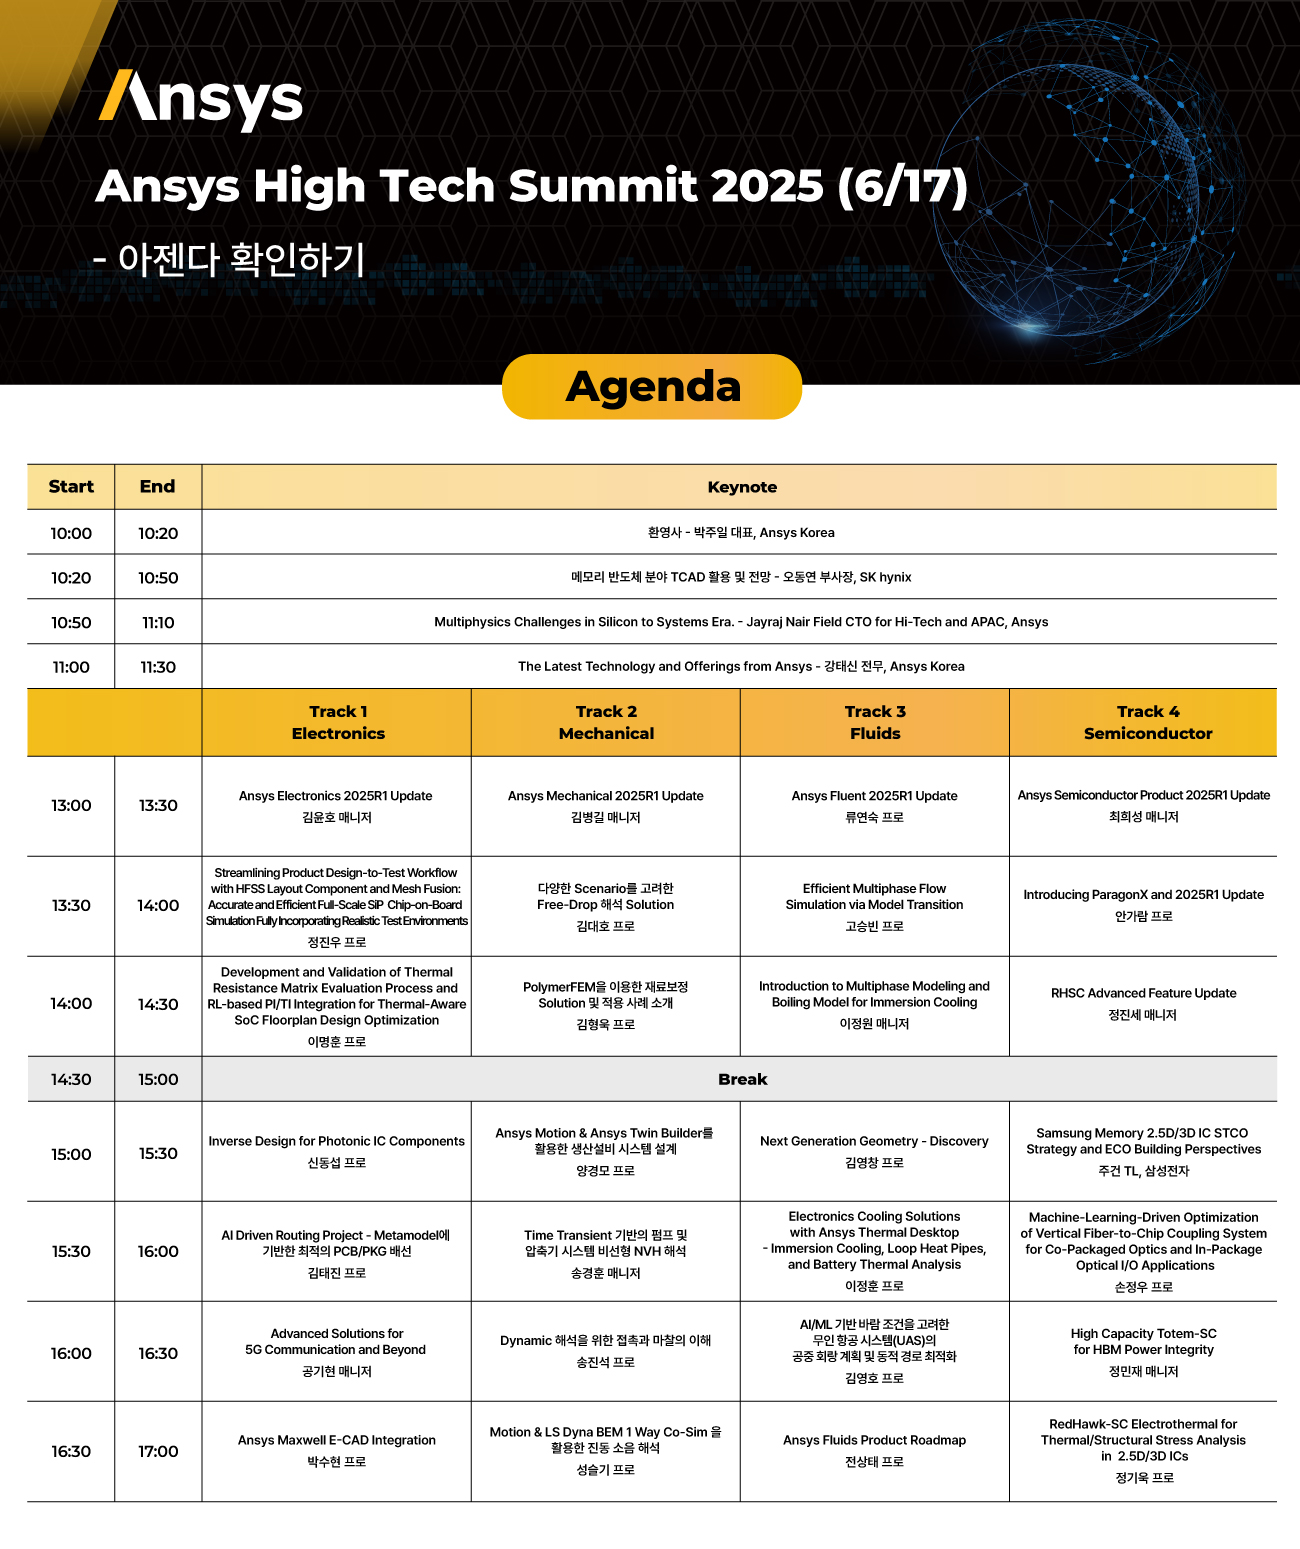 Ansys
Ansys High Tech Summit 2025 (6/17)
- 아젠다 확인하기
Agenda
Start End Keynote
10:00 10:20 환영사 - 박주일 대표, Ansys Korea
10:20 10:50 메모리 반도체 분야 TCAD 활용 및 전망 - 오동연 부사장, SK hynix
10:50 11:10 Multiphysics Challenges in Silicon to Systems Era. - Jayraj Nair Field CTO for Hi-Tech and APAC, Ansys
11:00 11:30 The Latest Technology and Offerings from Ansys - 강태신 전무, Ansys Korea
Track 1
Electronics
Track 2
Mechanical
Track 3
Fluids
Track 4
Semiconductor
13:00 13:30
Ansys Electronics 2025R1 Update
김윤호 매니저
Ansys Mechanical 2025R1 Update
김병길 매니저
Ansys Fluent 2025R1 Update
류연숙 프로
Ansys Semiconductor Product 2025R1 Update
최희성 매니저
13:30 14:00
Streamlining Product Design-to-Test Workflow
with HFSS Layout Component and Mesh Fusion:
Accurate and Efficient Full-Scale SiP Chip-on-Board
Simulation Fully Incorporating Realistic Test Environments
정진우 프로
다양한 Scenario를 고려한
Free-Drop 해석 Solution
김대호 프로
Efficient Multiphase Flow
Simulation via Model Transition
고승빈 프로
Introducing ParagonX and 2025R1 Update
안가람 프로
14:00 14:30
Development and Validation of Thermal
Resistance Matrix Evaluation Process and
RL-based PI/TI Integration for Thermal-Aware
SoC Floorplan Design Optimization
이명훈 프로
PolymerFEM을 이용한 재료보정
Solution 및 적용 사례 소개
김형욱 프로
Introduction to Multiphase Modeling and
Boiling Model for Immersion Cooling
이정원 매니저
RHSC Advanced Feature Update
정진세 매니저
14:30 15:00 Break
15:00 15:30
Inverse Design for Photonic IC Components
신동섭 프로
Ansys Motion & Ansys Twin Builder를
활용한 생산설비 시스템 설계
양경모 프로
Next Generation Geometry - Discovery
김영창 프로
Samsung Memory 2.5D/3D IC STCO
Strategy and ECO Building Perspectives
주건 TL, 삼성전자
15:30 16:00
AI Driven Routing Project - Metamodel에
기반한 최적의 PCB/PKG 배선
김태진 프로
Time Transient 기반의 펌프 및
압축기 시스템 비선형 NVH 해석
송경훈 매니저
Electronics Cooling Solutions
with Ansys Thermal Desktop
- Immersion Cooling, Loop Heat Pipes,
and Battery Thermal Analysis
이정훈 프로
Machine-Learning-Driven Optimization
of Vertical Fiber-to-Chip Coupling System
for Co-Packaged Optics and In-Package
Optical I/O Applications
손정우 프로
16:00 16:30
Advanced Solutions for
5G Communication and Beyond
공기현 매니저
Dynamic 해석을 위한 접촉과 마찰의 이해
송진석 프로
AI/ML 기반 바람 조건을 고려한
무인 항공 시스템(UAS)의
공중 회랑 계획 및 동적 경로 최적화
김영호 프로
High Capacity Totem-SC
for HBM Power Integrity
정민재 매니저
16:30 17:00
Ansys Maxwell E-CAD Integration
박수현 프로
Motion & LS Dyna BEM 1 Way Co-Sim 을
활용한 진동 소음 해석
성슬기 프로
Ansys Fluids Product Roadmap
전상태 프로
RedHawk-SC Electrothermal for
Thermal/Structural Stress Analysis
in 2.5D/3D ICs
정기욱 프로